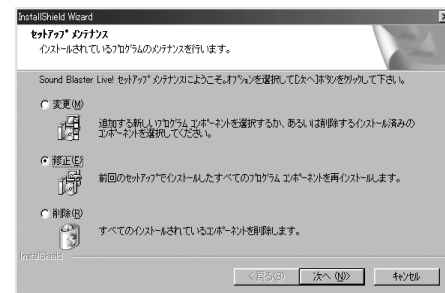 InstallShield Wizard
セットアップ メンテナンス
インストールされているプログラムのメンテナンスを行います。
Sound Blaster Live! セットアップ メンテナンスにようこそ。オプションを選択して[次へ]ボタンをクリックして下さい。
変更(M)
追加する新しいプログラム コンポーネントを選択するか、あるいは削除するインストール済みの
コンポーネントを選択してください。
修正(E)
前回のセットアップでインストールしたすべてのプログラム コンポーネントを再インストールします。
削除(R)
すべてのインストールされているコンポーネントを削除します。
InstallShield
< 戻る(B)
次へ (N)>
キャンセル